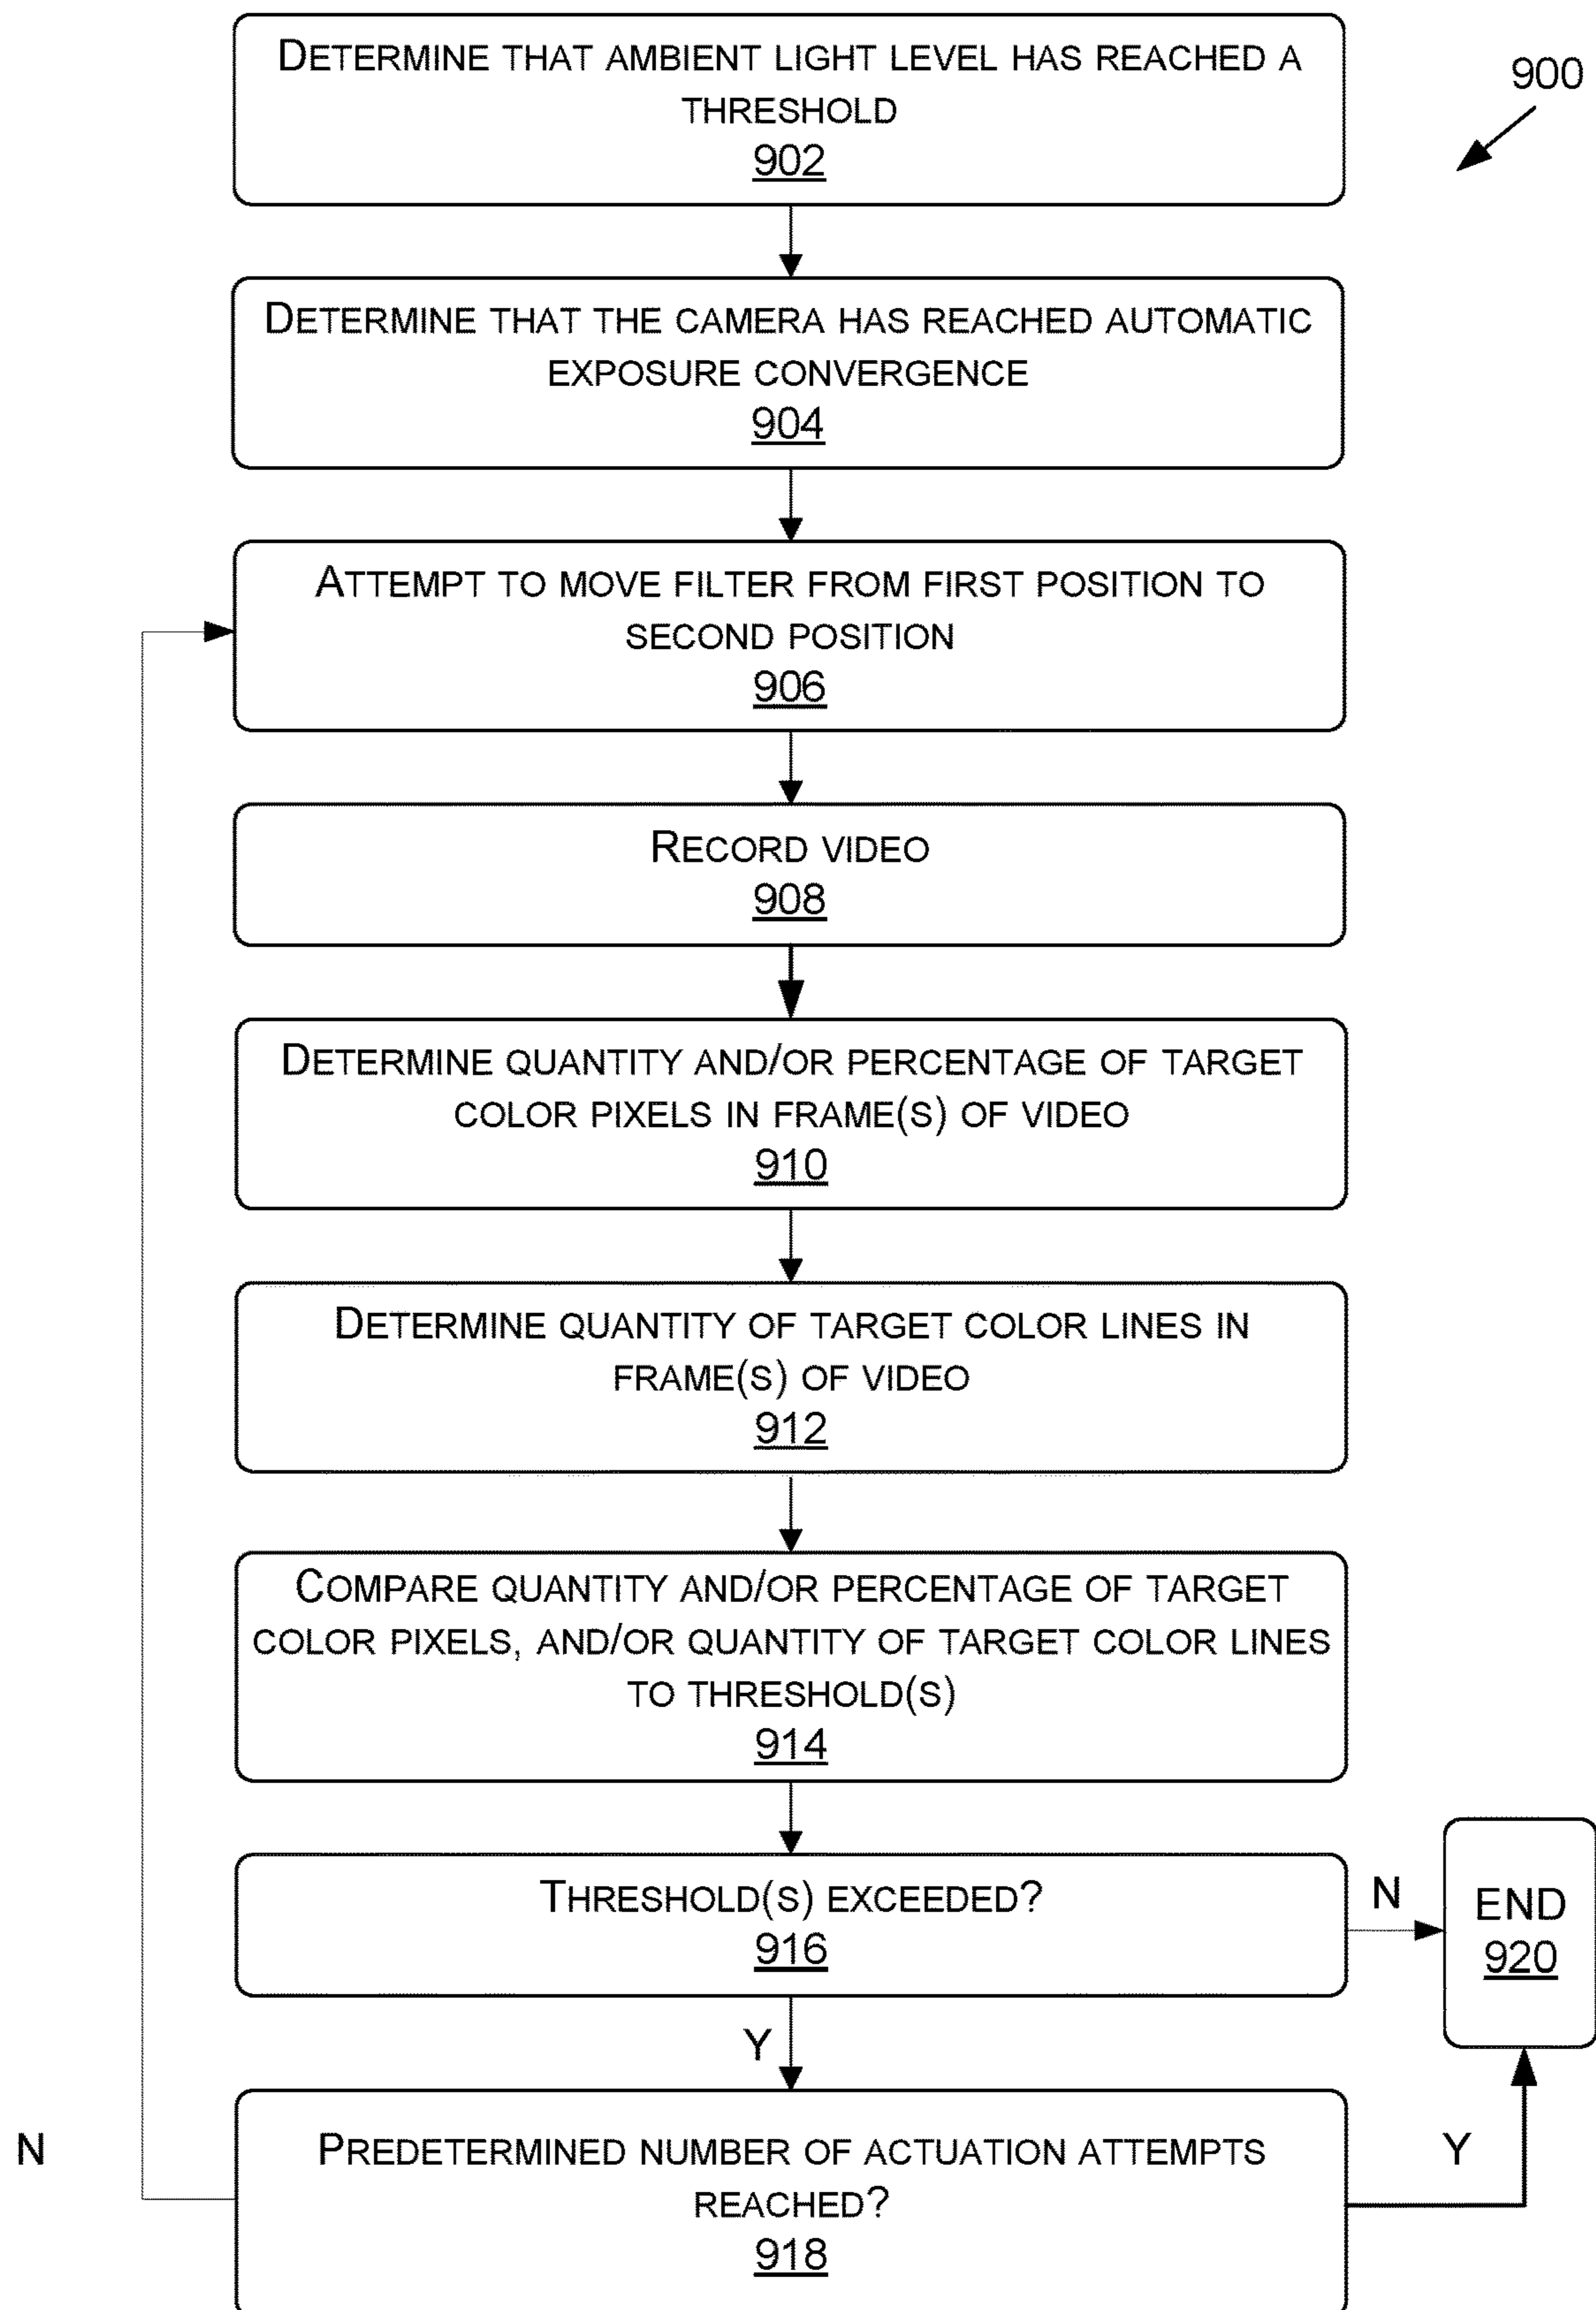 DETERMINE THAT AMBIENT LIGHT LEVEL HAS REACHED A
THRESHOLD
902
900
DETERMINE THAT THE CAMERA HAS REACHED AUTOMATIC
EXPOSURE CONVERGENCE
904
ATTEMPT TO MOVE FILTER FROM FIRST POSITION TO
SECOND POSITION
906
RECORD VIDEO
908
DETERMINE QUANTITY AND/OR PERCENTAGE OF TARGET
COLOR PIXELS IN FRAME(S) OF VIDEO
910
DETERMINE QUANTITY OF TARGET COLOR LINES IN
FRAME(S) OF VIDEO
912
COMPARE QUANTITY AND/OR PERCENTAGE OF TARGET
COLOR PIXELS, AND/OR QUANTITY OF TARGET COLOR LINES
TO THRESHOLD(S)
914
THRESHOLD(S) EXCEEDED?
916
N
END
920
Y
N
PREDETERMINED NUMBER OF ACTUATION ATTEMPTS
REACHED?
918
Y